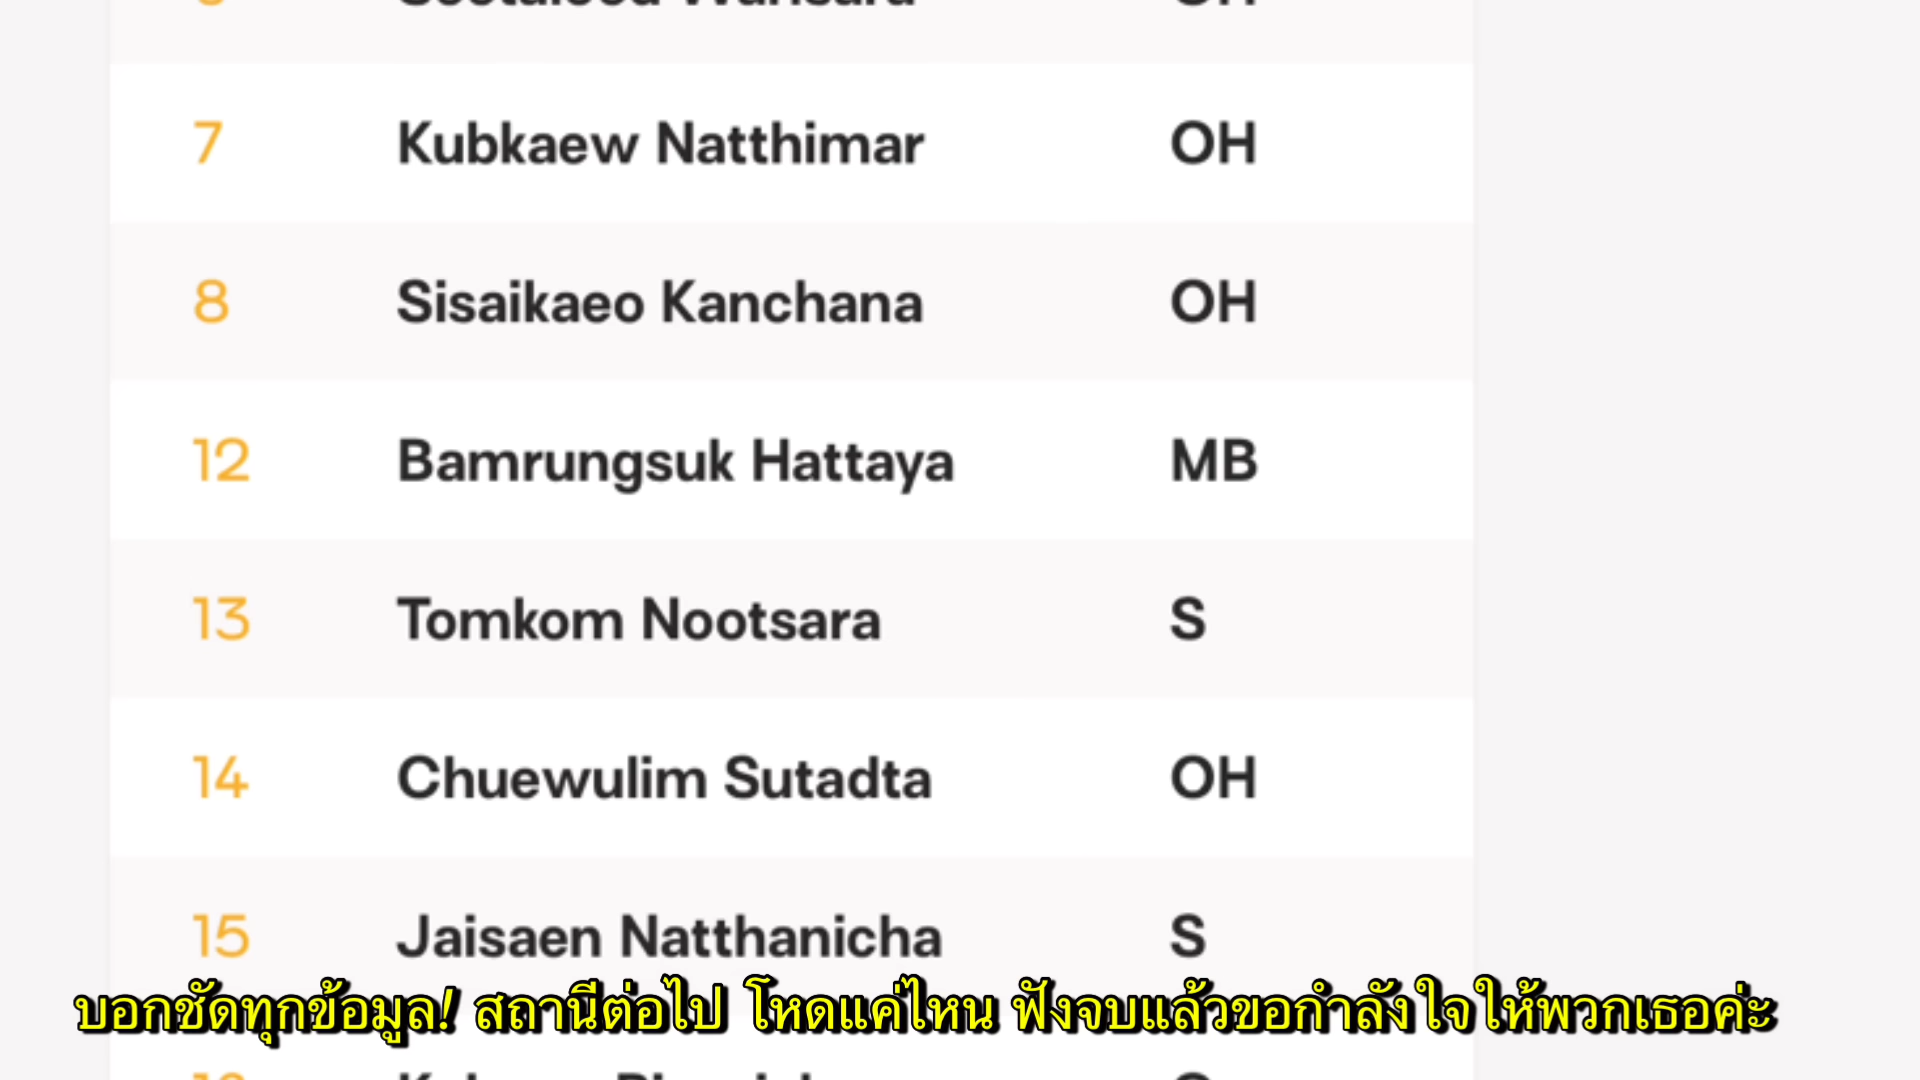 7 Kubkaew Natthimar OH
8 Sisaikaeo Kanchana OH
12 Bamrungsuk Hattaya MB
13 Tomkom Nootsara S
14 Chuewulim Sutadta OH
15 Jaisaen Natthanicha S
บอกชัดทุกข้อมูล! สถานีต่อไป โหดแค่ไหน ฟังจบแล้วขอกำลังใจให้พวกเธอค่ะ